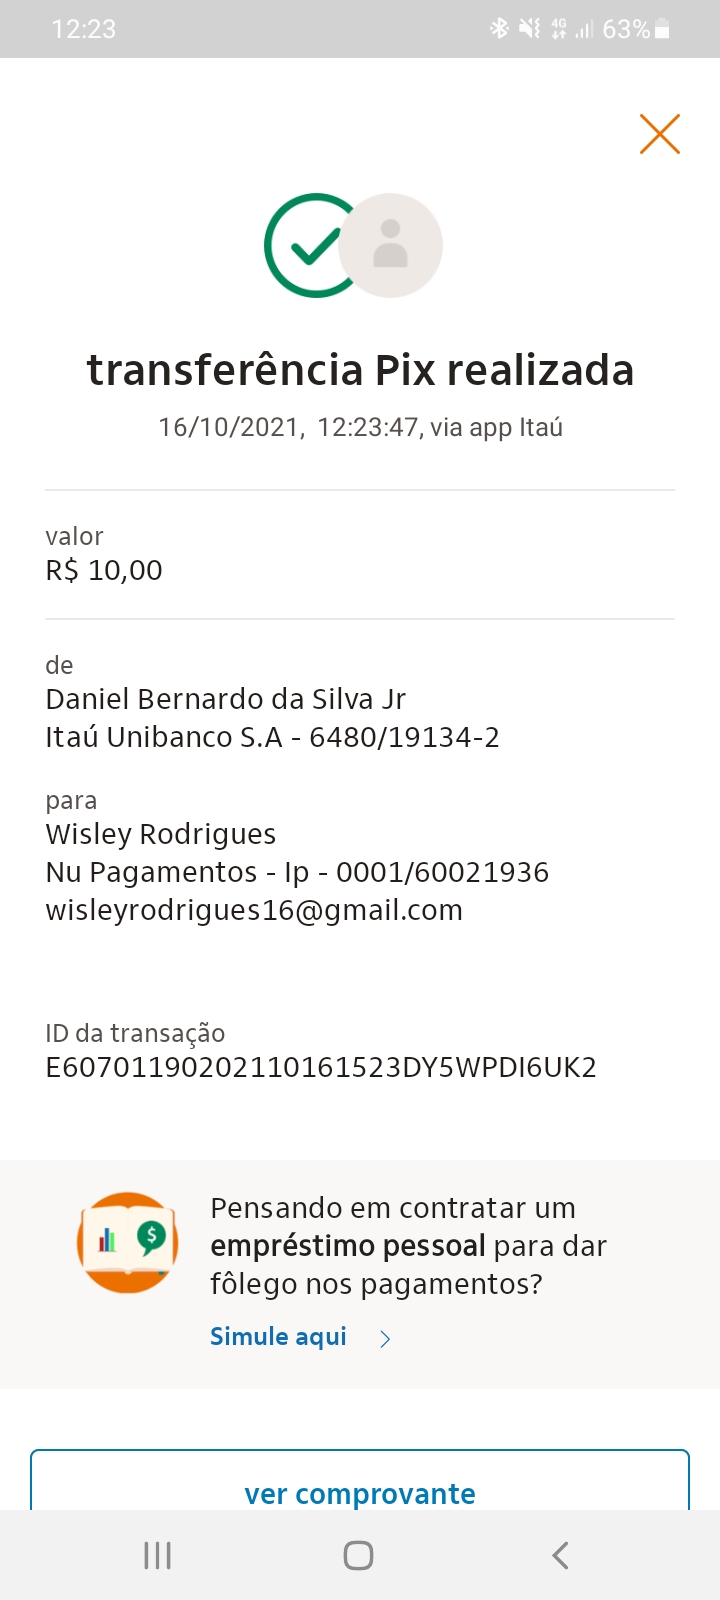 12:23
4G
63%
transferência Pix realizada
16/10/2021, 12:23:47, via app Itaú
valor
R$ 10,00
de
Daniel Bernardo da Silva Jr
Itaú Unibanco S.A - 6480/19134-2
para
Wisley Rodrigues
Nu Pagamentos - Ip - 0001/60021936
wisleyrodrigues16@gmail.com
ID da transação
E60701190202110161523DY5WPDI6UK2
$
Pensando em contratar um
empréstimo pessoal para dar
fôlego nos pagamentos?
Simule aqui
ver comprovante